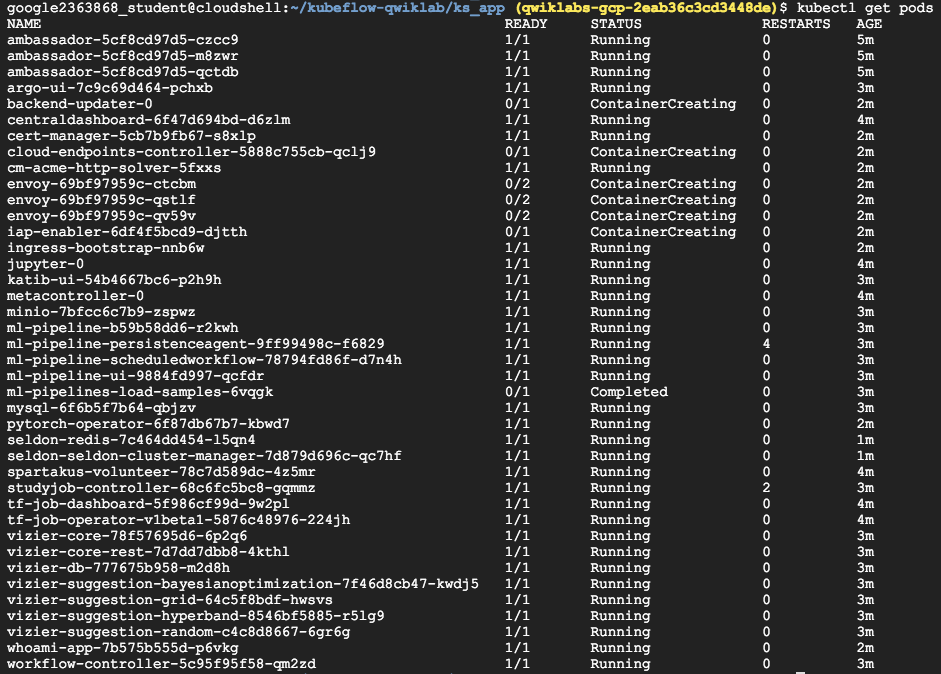 google2363868_student@cloudshell:~/kubeflow-qwiklab/ks_app (qwiklabs-gcp-2eab36c3cd3448de)$ kubectl get pods
NAME READY STATUS RESTARTS AGE
ambassador-5cf8cd97d5-czcc9 1/1 Running 0 5m
ambassador-5cf8cd97d5-m8zwr 1/1 Running 0 5m
ambassador-5cf8cd97d5-qctdb 1/1 Running 0 5m
argo-ui-7c9c69d464-pchxb 1/1 Running 0 3m
backend-updater-0 0/1 ContainerCreating 0 2m
centraldashboard-6f47d694bd-d6zlm 1/1 Running 0 4m
cert-manager-5cb7b9fb67-s8xlp 1/1 Running 0 2m
cloud-endpoints-controller-5888c755cb-qclj9 0/1 ContainerCreating 0 2m
cm-acme-http-solver-5fxxs 1/1 Running 0 2m
envoy-69bf97959c-ctcbm 0/2 ContainerCreating 0 2m
envoy-69bf97959c-qstlf 0/2 ContainerCreating 0 2m
envoy-69bf97959c-qv59v 0/2 ContainerCreating 0 2m
iap-enabler-6df4f5bcd9-djtth 0/1 ContainerCreating 0 2m
ingress-bootstrap-nnb6w 1/1 Running 0 2m
jupyter-0 1/1 Running 0 4m
katib-ui-54b4667bc6-p2h9h 1/1 Running 0 3m
metacontroller-0 1/1 Running 0 4m
minio-7bfcc6c7b9-zspwz 1/1 Running 0 3m
ml-pipeline-b59b58dd6-r2kwh 1/1 Running 0 3m
ml-pipeline-persistenceagent-9ff99498c-f6829 1/1 Running 4 3m
ml-pipeline-scheduledworkflow-78794fd86f-d7n4h 1/1 Running 0 3m
ml-pipeline-ui-9884fd997-qcfdr 1/1 Running 0 3m
ml-pipelines-load-samples-6vqgk 0/1 Completed 0 3m
mysql-6f6b5f7b64-qbjzv 1/1 Running 0 3m
pytorch-operator-6f87db67b7-kbwd7 1/1 Running 0 2m
seldon-redis-7c464dd454-l5qn4 1/1 Running 0 1m
seldon-seldon-cluster-manager-7d879d696c-qc7hf 1/1 Running 0 1m
spartakus-volunteer-78c7d589dc-4z5mr 1/1 Running 0 4m
studyjob-controller-68c6fc5bc8-gqmmz 1/1 Running 2 3m
tf-job-dashboard-5f986cf99d-9w2pl 1/1 Running 0 4m
tf-job-operator-v1beta1-5876c48976-224jh 1/1 Running 0 4m
vizier-core-78f57695d6-6p2q6 1/1 Running 0 3m
vizier-core-rest-7d7dd7dbb8-4kthl 1/1 Running 0 3m
vizier-db-777675b958-m2d8h 1/1 Running 0 3m
vizier-suggestion-bayesianoptimization-7f46d8cb47-kwdj5 1/1 Running 0 3m
vizier-suggestion-grid-64c5f8bdf-hwsvs 1/1 Running 0 3m
vizier-suggestion-hyperband-8546bf5885-r5lg9 1/1 Running 0 3m
vizier-suggestion-random-c4c8d8667-6gr6g 1/1 Running 0 3m
whoami-app-7b575b555d-p6vkg 1/1 Running 0 2m
workflow-controller-5c95f95f58-qm2zd 1/1 Running 0 3m